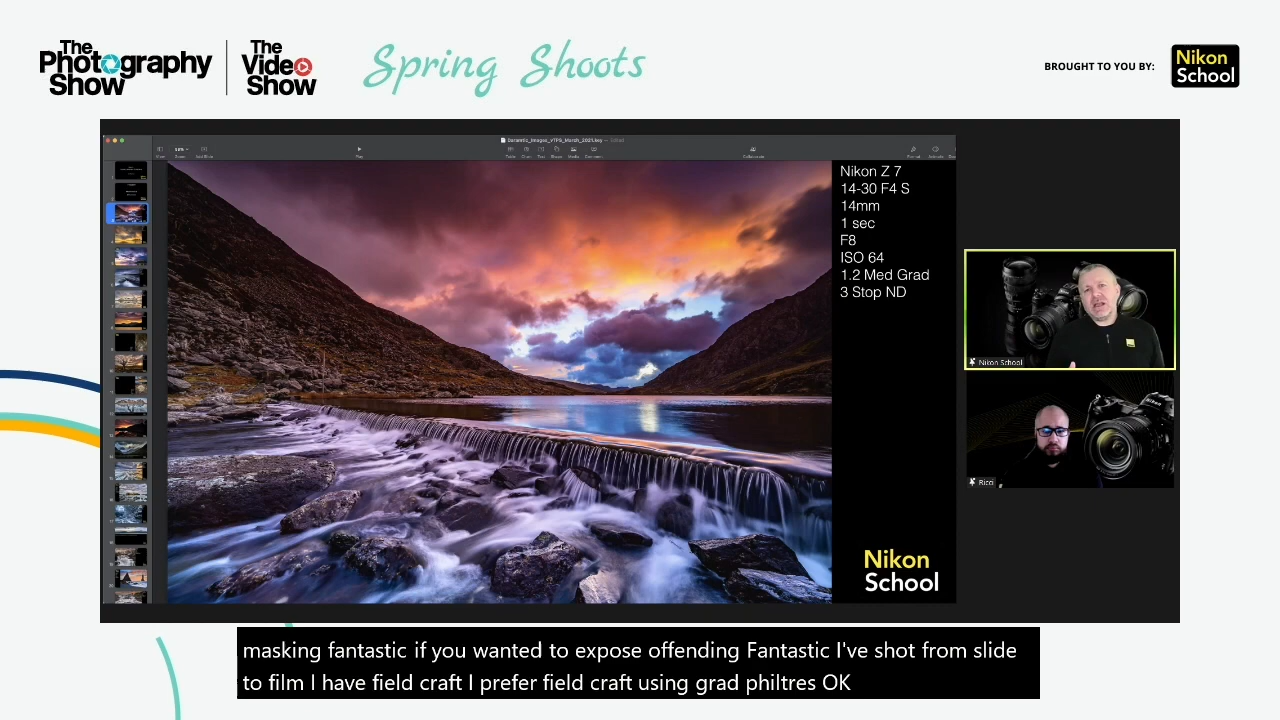 The
Photography
Show
The
Video
Show
Spring Shoots
BROUGHT TO YOU BY:
Nikon
School
Nikon Z 7
14-30 F4 S
14mm
1 sec
F8
ISO 64
1.2 Med Grad
3 Stop ND
Nikon School
Ricci
Nikon
School
masking fantastic if you wanted to expose offending Fantastic I've shot from slide
to film I have field craft I prefer field craft using grad philtres OK